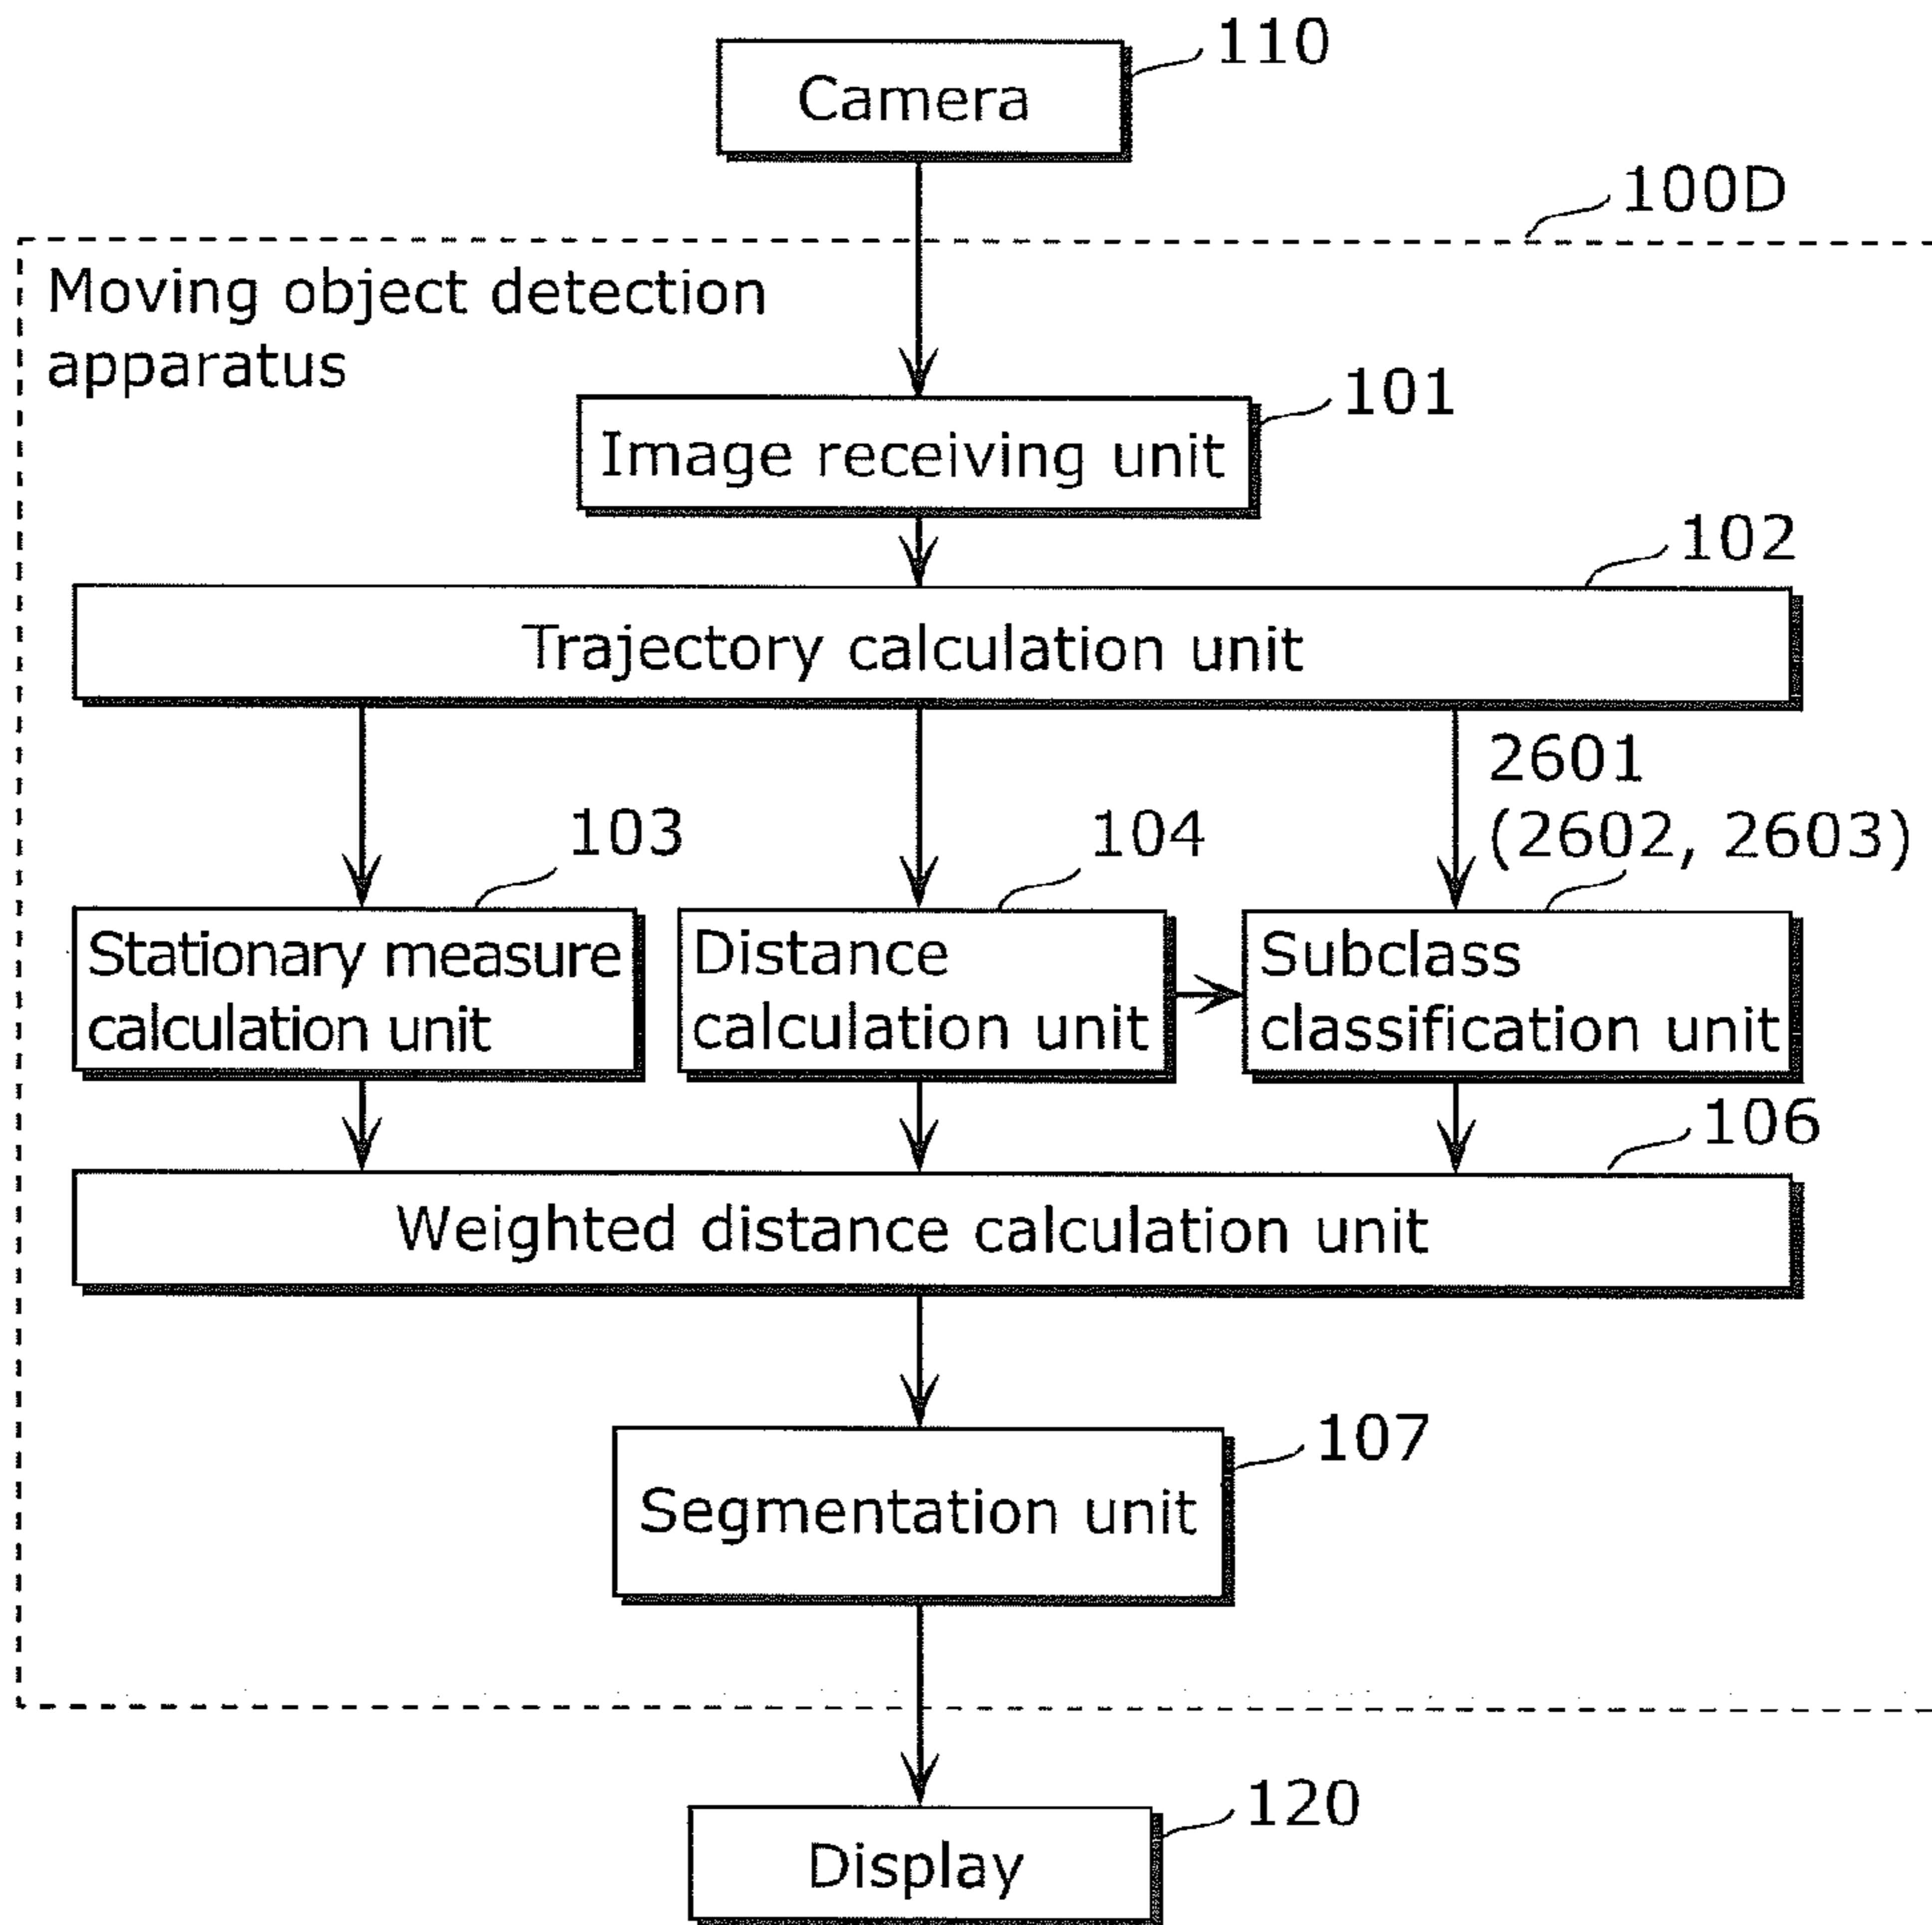 110
Camera
100D
Moving object detection
apparatus
101
Image receiving unit
102
Trajectory calculation unit
2601
(2602, 2603)
103
104
Stationary measure
calculation unit
Distance
calculation unit
Subclass
classification unit
106
Weighted distance calculation unit
107
Segmentation unit
120
Display